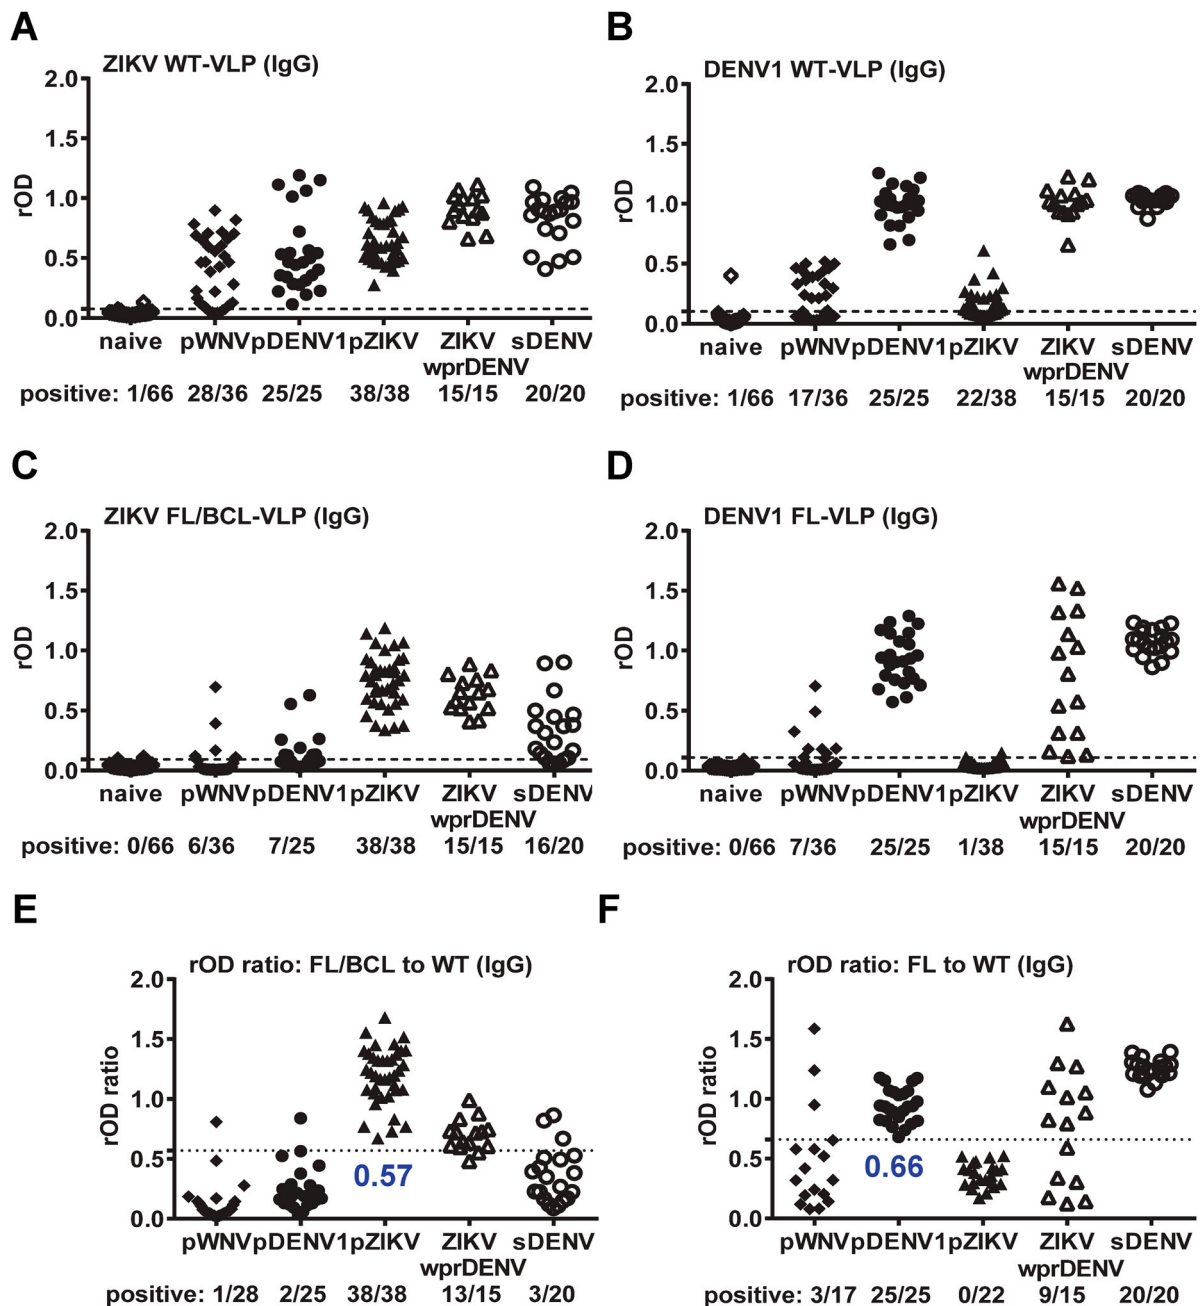 A
ZIKV WT-VLP (IgG)
2.0
1.5
1.0
0.5
0.0
rOD
naive pWNV pDENV1 pZIKV ZIKV wprDENV sDENV
positive: 1/66 28/36 25/25 38/38 15/15 20/20
B
DENV1 WT-VLP (IgG)
2.0
1.5
1.0
0.5
0.0
rOD
naive pWNV pDENV1 pZIKV ZIKV wprDENV sDENV
positive: 1/66 17/36 25/25 22/38 15/15 20/20
C
ZIKV FL/BCL-VLP (IgG)
2.0
1.5
1.0
0.5
0.0
rOD
naive pWNV pDENV1 pZIKV ZIKV wprDENV sDENV
positive: 0/66 6/36 7/25 38/38 15/15 16/20
D
DENV1 FL-VLP (IgG)
2.0
1.5
1.0
0.5
0.0
rOD
naive pWNV pDENV1 pZIKV ZIKV wprDENV sDENV
positive: 0/66 7/36 25/25 1/38 15/15 20/20
E
rOD ratio: FL/BCL to WT (IgG)
2.0
1.5
1.0
0.5
0.0
rOD ratio
0.57
pWNV pDENV1 pZIKV ZIKV wprDENV sDENV
positive: 1/28 2/25 38/38 13/15 3/20
F
rOD ratio: FL to WT (IgG)
2.0
1.5
1.0
0.5
0.0
rOD ratio
0.66
pWNV pDENV1 pZIKV ZIKV wprDENV sDENV
positive: 3/17 25/25 0/22 9/15 20/20